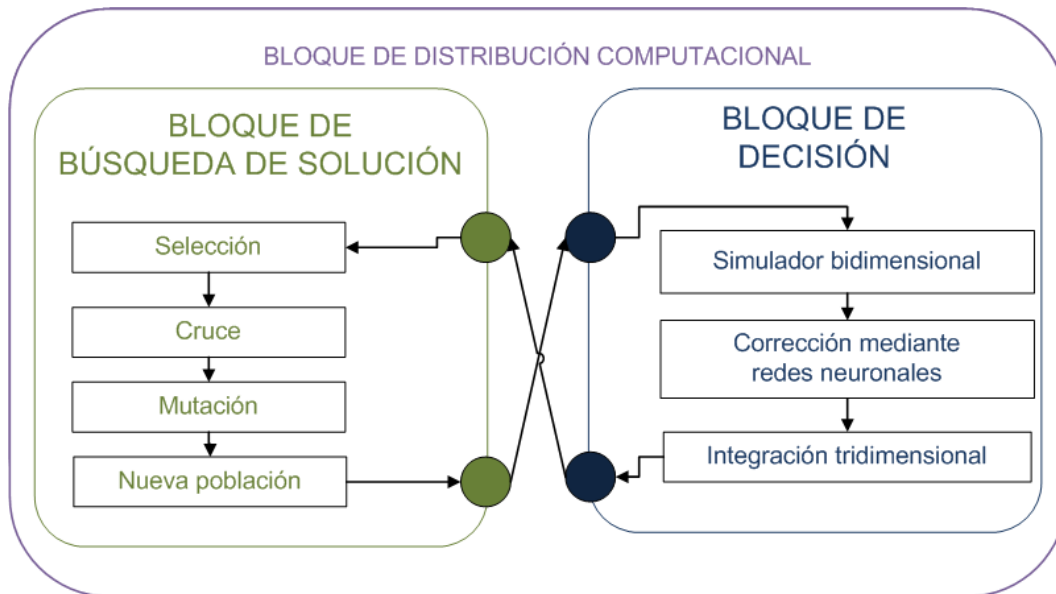 BLOQUE DE DISTRIBUCIÓN COMPUTACIONAL
BLOQUE DE
BÚSQUEDA DE SOLUCIÓN
Selección
Cruce
Mutación
Nueva población
BLOQUE DE
DECISIÓN
Simulador bidimensional
Corrección mediante
redes neuronales
Integración tridimensional